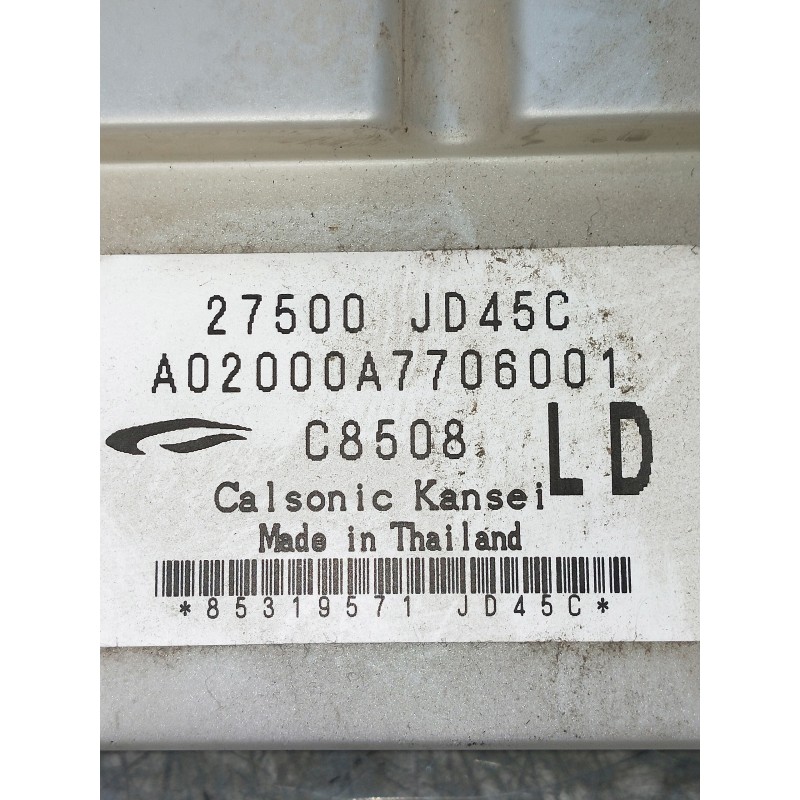 27500 JD45C
A02000A7706001
C8508 LD
Calsonic Kansei
Made in Thailand
*85319571 JD45C*